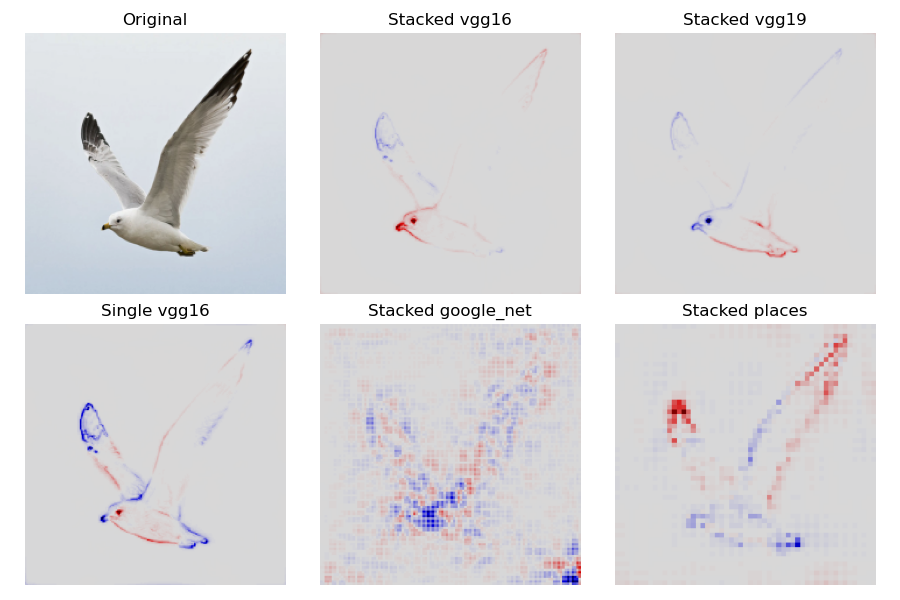 Original
Stacked vgg16
Stacked vgg19
Single vgg16
Stacked google_net
Stacked places